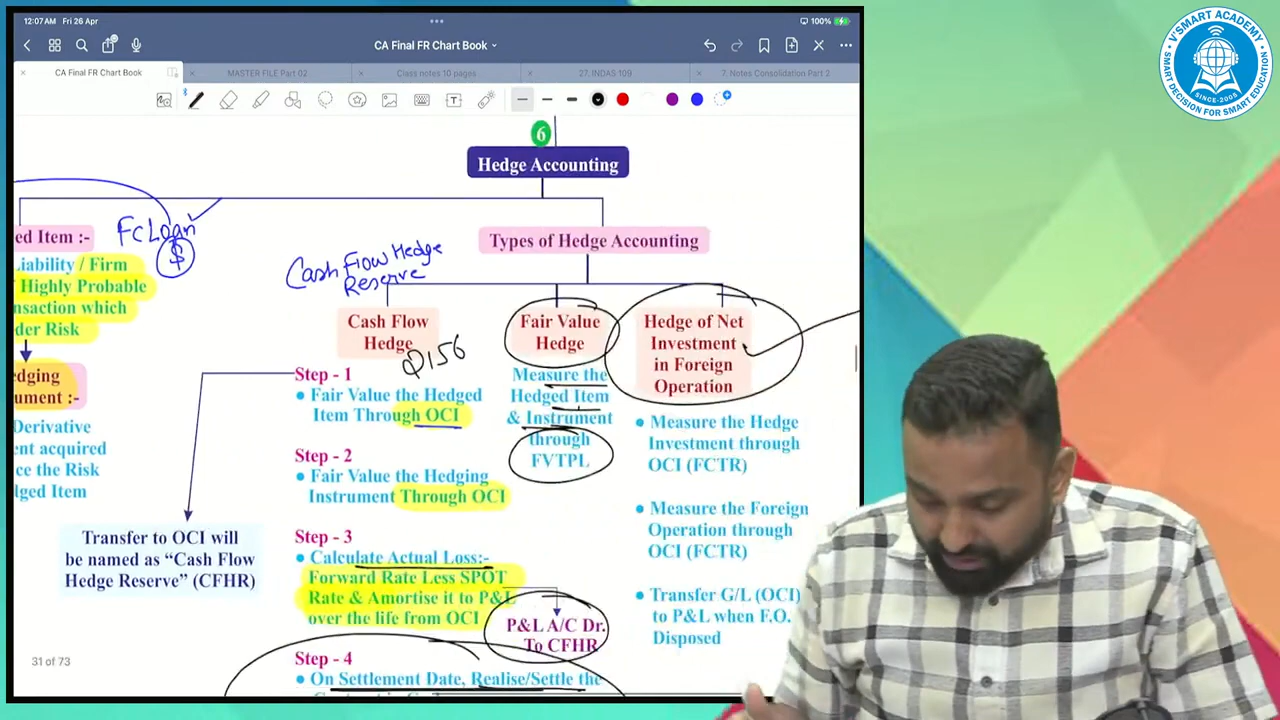 12:07AM Fri 26 Apr
100%
CA Final FR Chart Book
CA Final FR Chart Book
MASTER FILE Part 02
Class notes 10 pages
27. INDAS 109
7. Notes Consolidation Part 2
V'SMART ACADEMY
SINCE-2008
SMART DECISION FOR SMART EDUCATION
6
Hedge Accounting
Types of Hedge Accounting
FC Loan
$
Cash Flow Hedge
Reserve
ed Item :-
iability / Firm
Highly Probable
nsaction which
der Risk
edging
ument :-
Derivative
ent acquired
ce the Risk
lged Item
Cash Flow
Hedge
Q156
Step - 1
• Fair Value the Hedged
Item Through OCI
Step - 2
• Fair Value the Hedging
Instrument Through OCI
Step - 3
• Calculate Actual Loss:-
Forward Rate Less SPOT
Rate & Amortise it to P&L
over the life from OCI
P&L A/C Dr.
To CFHR
Step - 4
• On Settlement Date, Realise/Settle the
Transfer to OCI will
be named as “Cash Flow
Hedge Reserve” (CFHR)
Fair Value
Hedge
Measure the
Hedged Item
& Instrument
through
FVTPL
Hedge of Net
Investment
in Foreign
Operation
• Measure the Hedge
Investment through
OCI (FCTR)
• Measure the Foreign
Operation through
OCI (FCTR)
• Transfer G/L (OCI)
to P&L when F.O.
Disposed
31 of 73